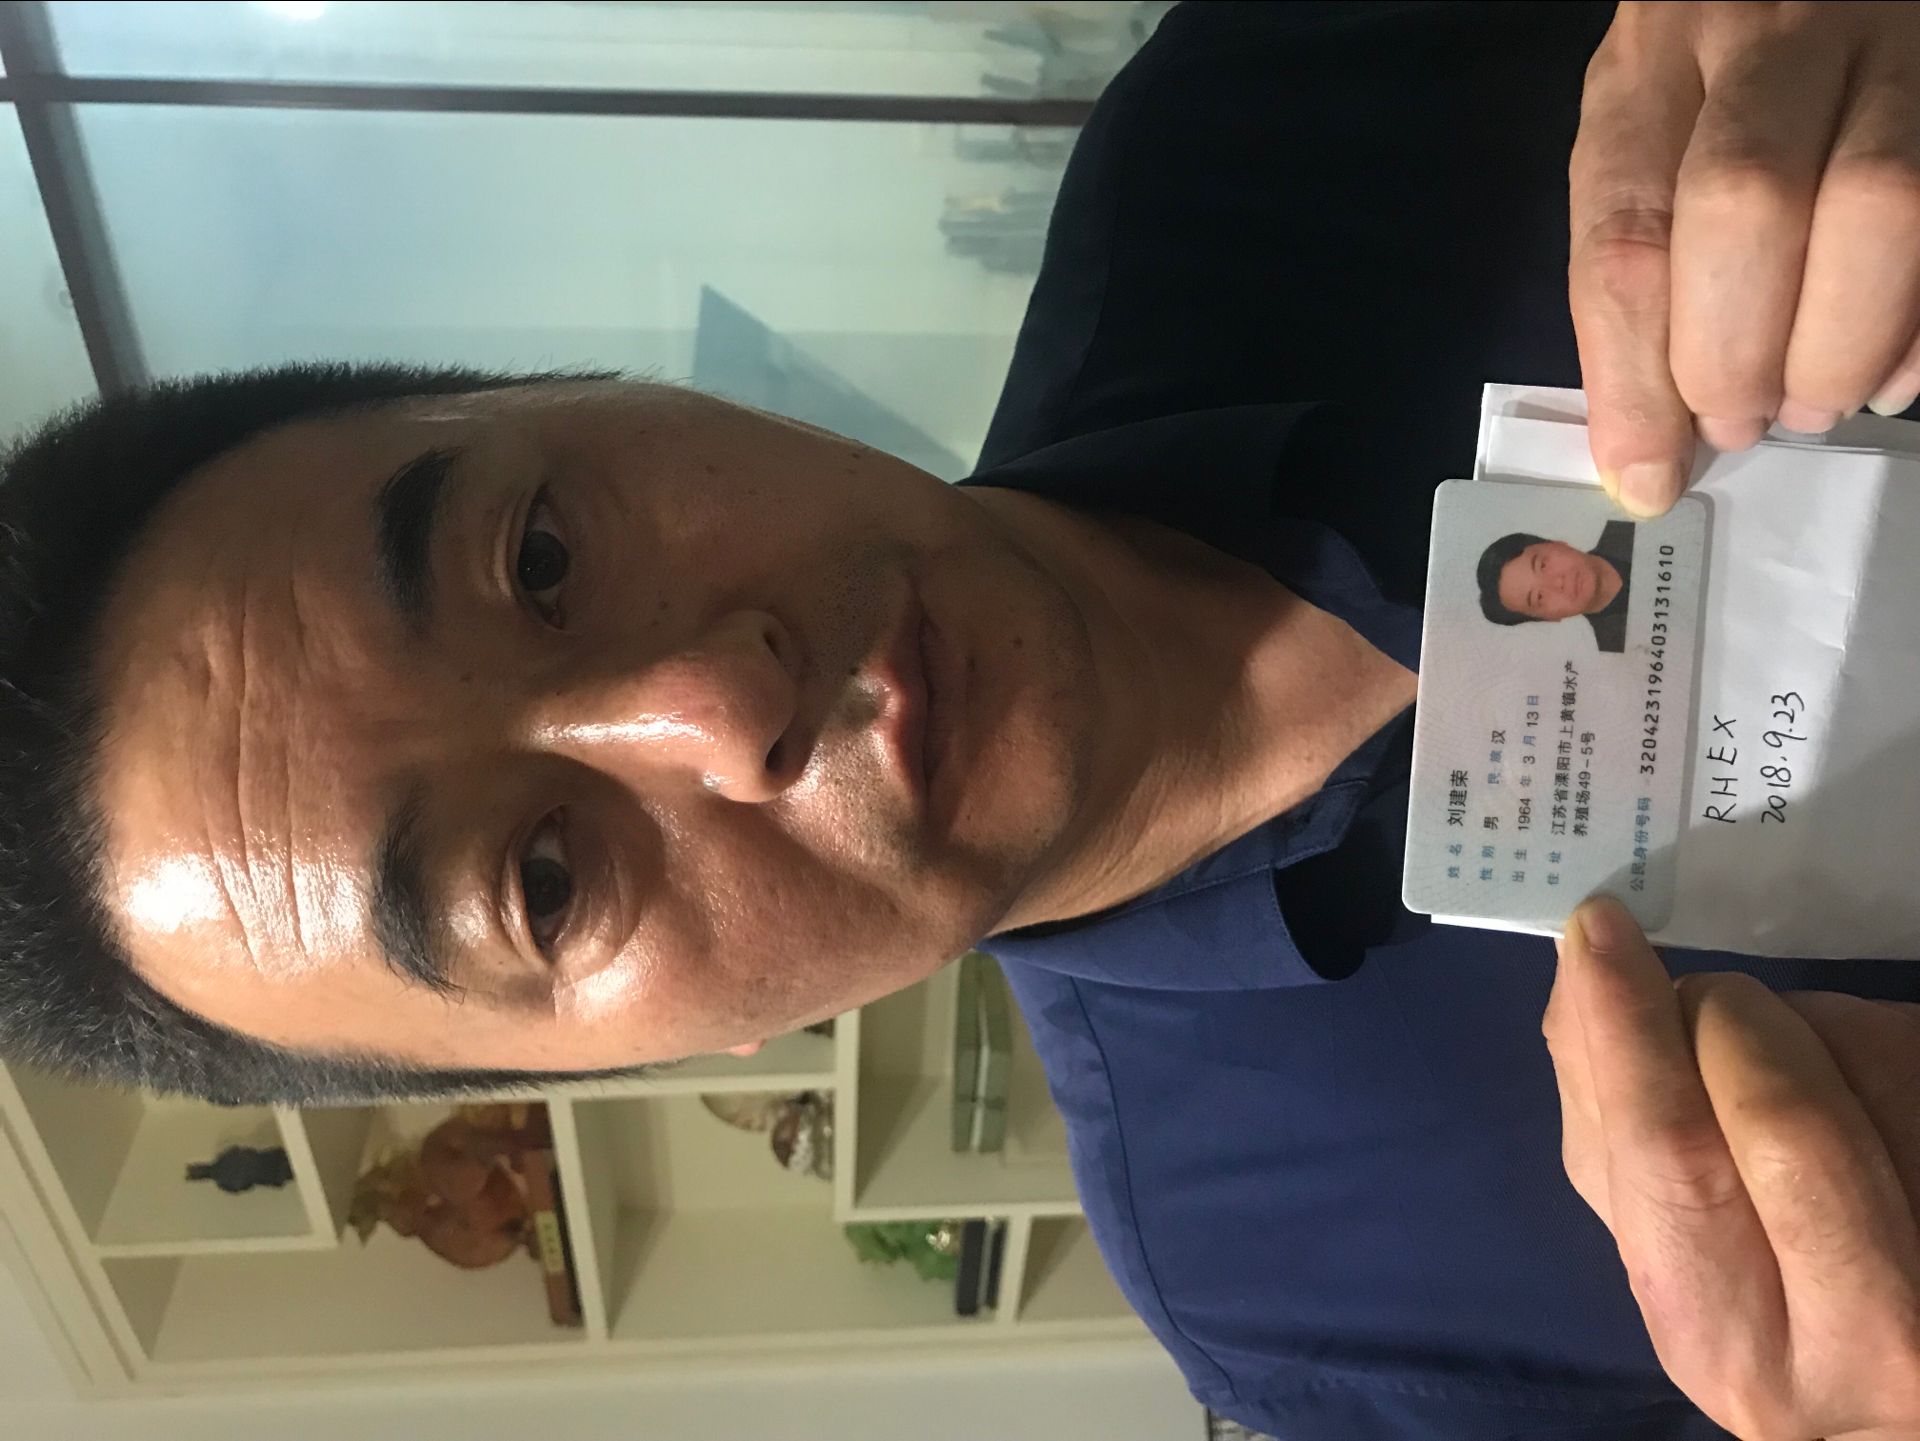 姓名 刘建荣
性别 男 民族 汉
出生 1964 年 3 月 13 日
住址 江苏省溧阳市上黄镇水产
养殖场49-5号
公民身份号码 320423196403131610
RHEX
2018.9.23